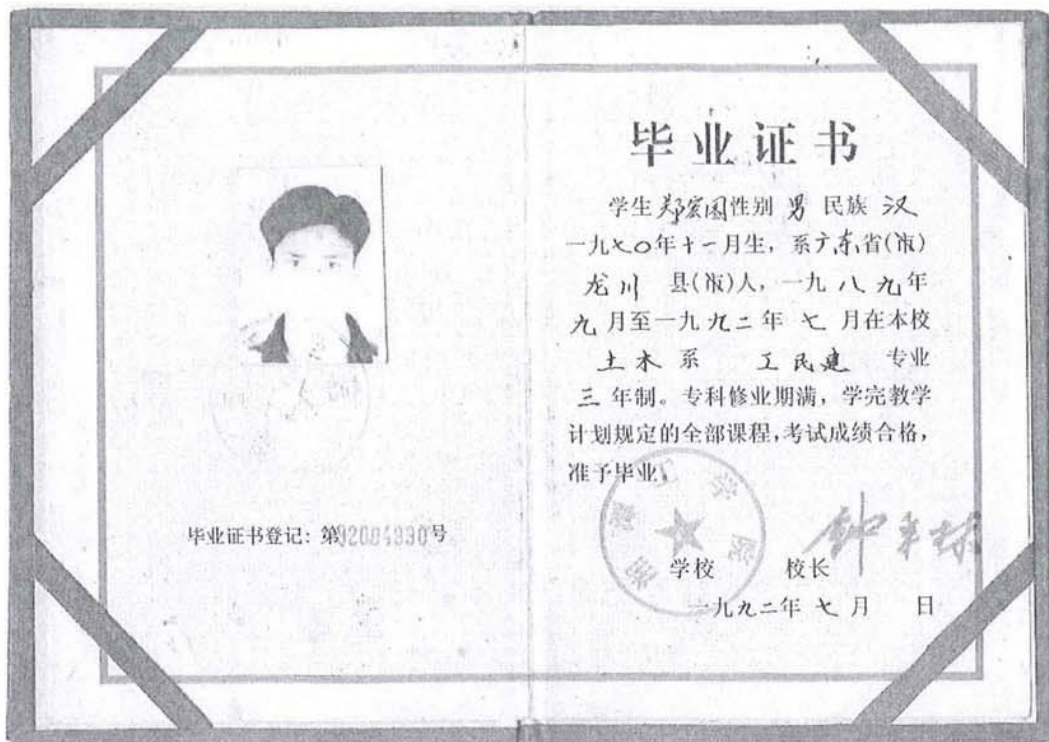 毕业证书
学生郑宏园性别 男 民族 汉
一九七〇年十一月生，系广东省(市)
龙川 县(市)人，一九八九年
九月至一九九二年 七 月在本校
土木 系 工民建 专业
三 年制。专科修业期满，学完教学
计划规定的全部课程，考试成绩合格，
准予毕业。
毕业证书登记：第92004930号
学校 校长
一九九二年 七 月 日